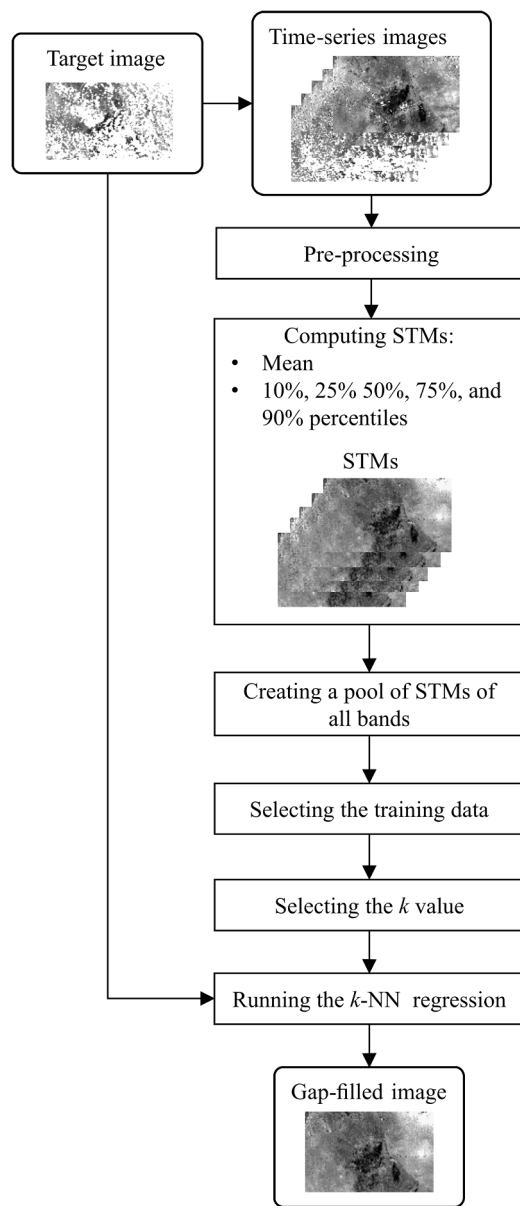 Target image
Time-series images
Pre-processing
Computing STMs:
• Mean
• 10%, 25% 50%, 75%, and
90% percentiles
STMs
Creating a pool of STMs of
all bands
Selecting the training data
Selecting the k value
Running the k-NN regression
Gap-filled image